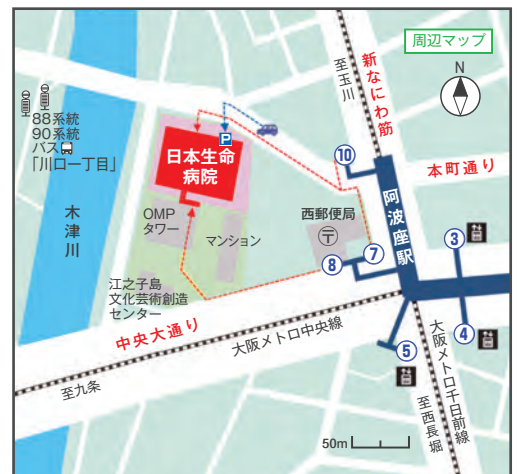 周辺マップ
N
至玉川
新なにわ筋
88系統
90系統
バス
「川口一丁目」
P
日本生命
病院
10
本町通り
阿波座駅
木津川
OMP
タワー
マンション
西郵便局
〒
3
7
8
江之子島
文化芸術創造
センター
中央大通り
大阪メトロ中央線
4
5
大阪メトロ千日前線
至九条
至西長堀
50m